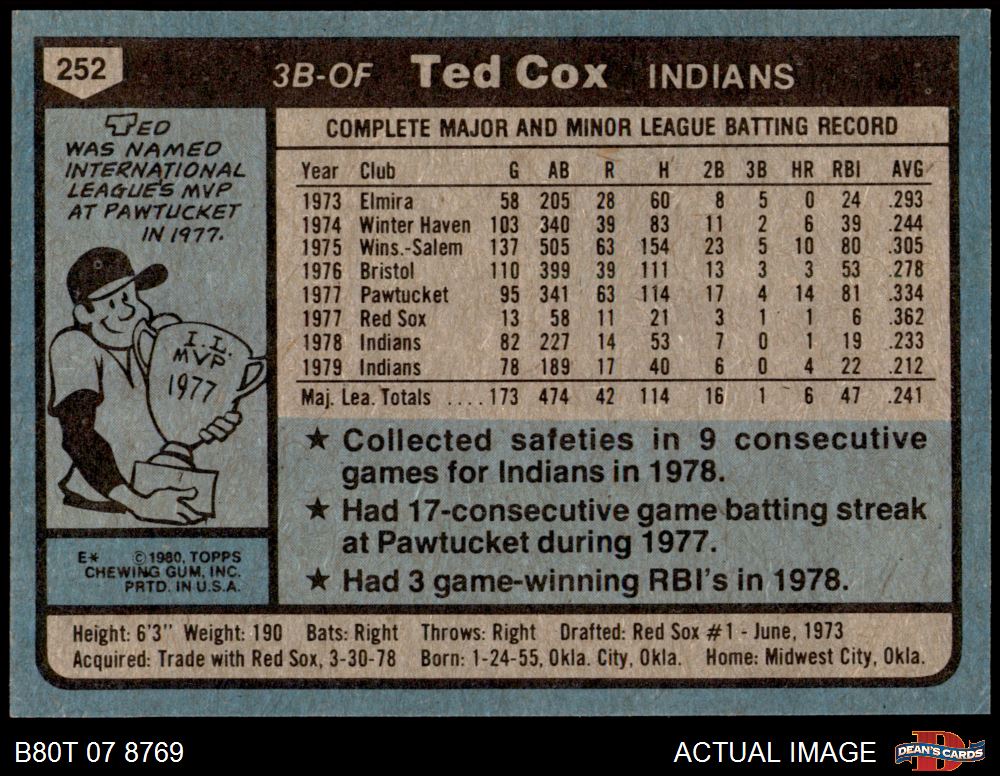 252
3B-OF Ted Cox INDIANS
TED
WAS NAMED
INTERNATIONAL
LEAGUE'S MVP
AT PAWTUCKET
IN 1977.
I.L.
MVP
1977
COMPLETE MAJOR AND MINOR LEAGUE BATTING RECORD
Year Club G AB R H 2B 3B HR RBI AVG
1973 Elmira 58 205 28 60 8 5 0 24 .293
1974 Winter Haven 103 340 39 83 11 2 6 39 .244
1975 Wins.-Salem 137 505 63 154 23 5 10 80 .305
1976 Bristol 110 399 39 111 13 3 3 53 .278
1977 Pawtucket 95 341 63 114 17 4 14 81 .334
1977 Red Sox 13 58 11 21 3 1 1 6 .362
1978 Indians 82 227 14 53 7 0 1 19 .233
1979 Indians 78 189 17 40 6 0 4 22 .212
Maj. Lea. Totals ....173 474 42 114 16 1 6 47 .241
★ Collected safeties in 9 consecutive
games for Indians in 1978.
★ Had 17-consecutive game batting streak
at Pawtucket during 1977.
★ Had 3 game-winning RBI's in 1978.
E* ©1980, TOPPS
CHEWING GUM, INC.
PRTD. IN U.S.A.
Height: 6'3" Weight: 190 Bats: Right Throws: Right Drafted: Red Sox #1 - June, 1973
Acquired: Trade with Red Sox, 3-30-78 Born: 1-24-55, Okla. City, Okla. Home: Midwest City, Okla.
B80T 07 8769
ACTUAL IMAGE
DEAN'S CARDS